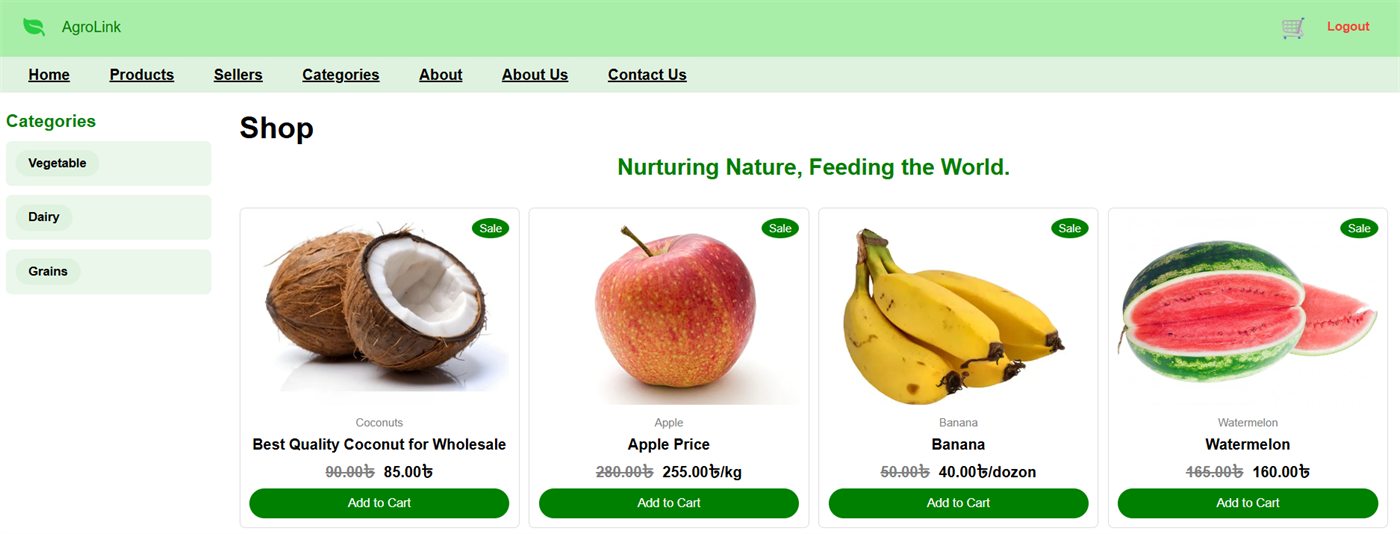 AgroLink
Logout
Home Products Sellers Categories About About Us Contact Us
Categories
Vegetable
Dairy
Grains
Shop
Nurturing Nature, Feeding the World.
Sale
Coconuts
Best Quality Coconut for Wholesale
90.00৳ 85.00৳
Add to Cart
Sale
Apple
Apple Price
280.00৳ 255.00৳/kg
Add to Cart
Sale
Banana
Banana
50.00৳ 40.00৳/dozon
Add to Cart
Sale
Watermelon
Watermelon
165.00৳ 160.00৳
Add to Cart